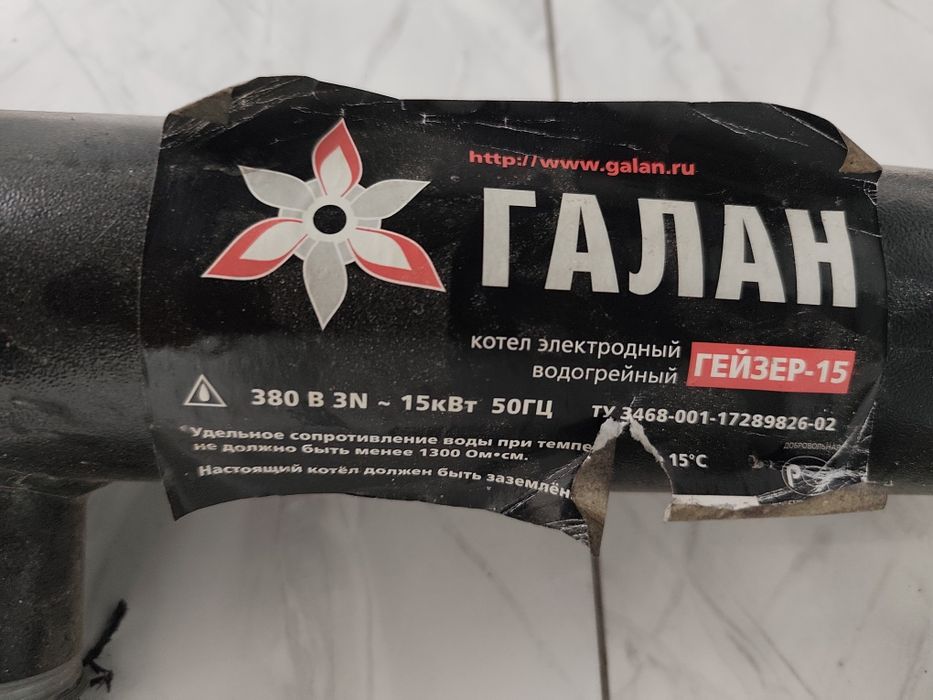 http://www.galan.ru
ГАЛАН
котел электродный
водогрейный
ГЕЙЗЕР-15
380 В 3N ~ 15кВт 50ГЦ
ТУ 3468-001-17289826-02
Удельное сопротивление воды при темпе
15°С
не должно быть менее 1300 Ом•см.
Настоящий котёл должен быть заземлён
ДОБРОВОЛЬНАЯ